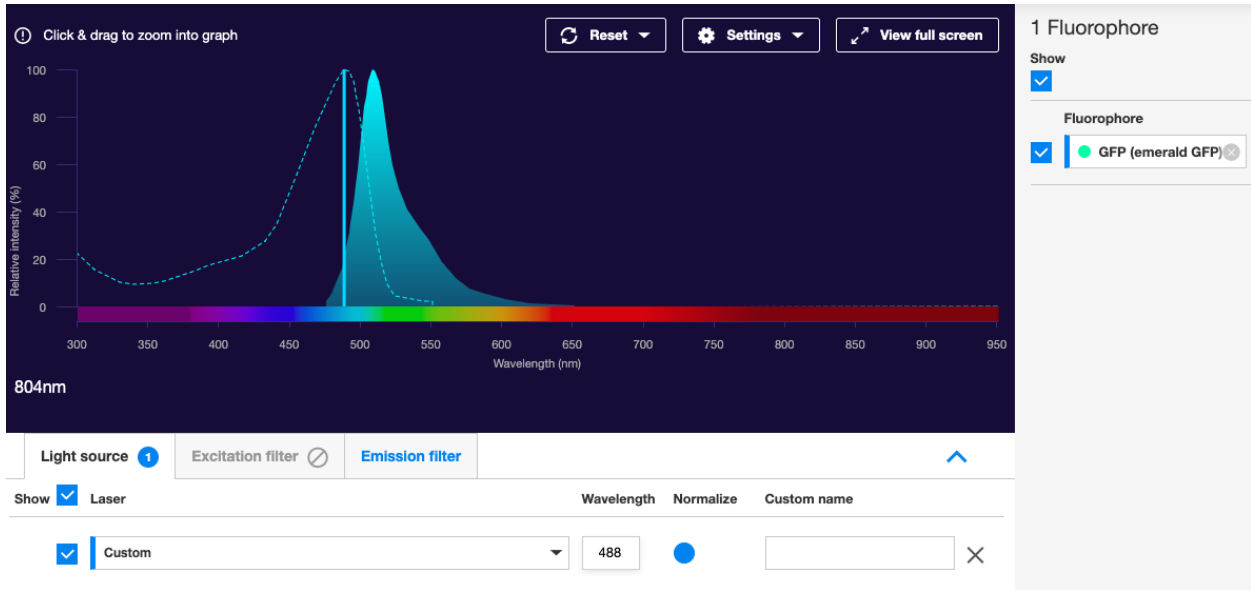 Click & drag to zoom into graph
Reset
Settings
View full screen
1 Fluorophore
Show
Fluorophore
GFP (emerald GFP)
Relative intensity (%)
100
80
60
40
20
0
300 350 400 450 500 550 600 650 700 750 800 850 900 950
Wavelength (nm)
804nm
Light source 1
Excitation filter
Emission filter
Show Laser Wavelength Normalize Custom name
Custom 488